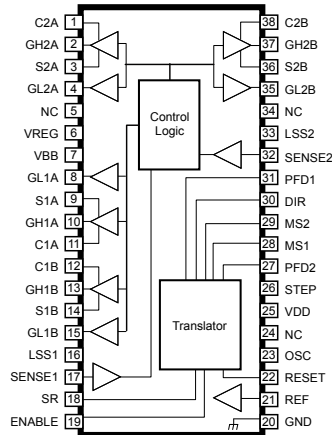 C2A 1
GH2A 2
S2A 3
GL2A 4
NC 5
VREG 6
VBB 7
GL1A 8
S1A 9
GH1A 10
C1A 11
C1B 12
GH1B 13
S1B 14
GL1B 15
LSS1 16
SENSE1 17
SR 18
ENABLE 19
Control
Logic
Translator
38 C2B
37 GH2B
36 S2B
35 GL2B
34 NC
33 LSS2
32 SENSE2
31 PFD1
30 DIR
29 MS2
28 MS1
27 PFD2
26 STEP
25 VDD
24 NC
23 OSC
22 RESET
21 REF
20 GND